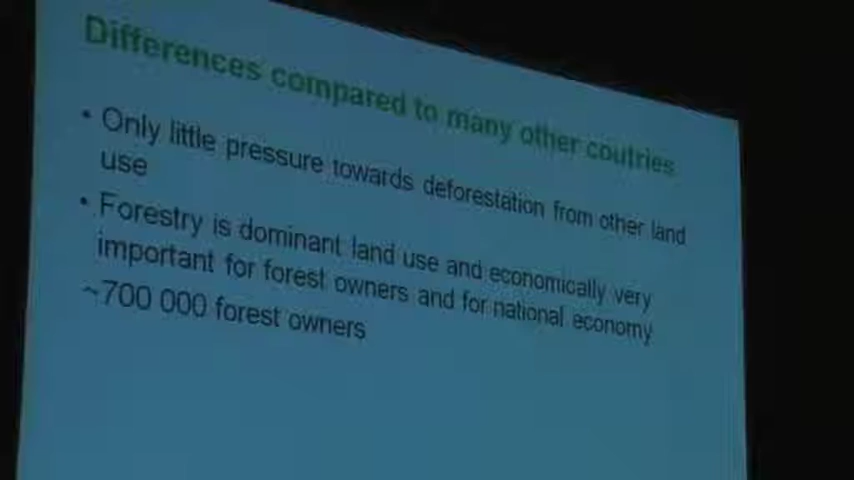 Differences compared to many other coutries
• Only little pressure towards deforestation from other land
use
• Forestry is dominant land use and economically very
important for forest owners and for national economy
~700 000 forest owners